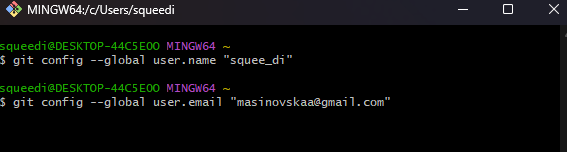 MINGW64:/c/Users/squeedi
squeedi@DESKTOP-44C5EOO MINGW64 ~
$ git config --global user.name "squee_di"
squeedi@DESKTOP-44C5EOO MINGW64 ~
$ git config --global user.email "masinovskaa@gmail.com"